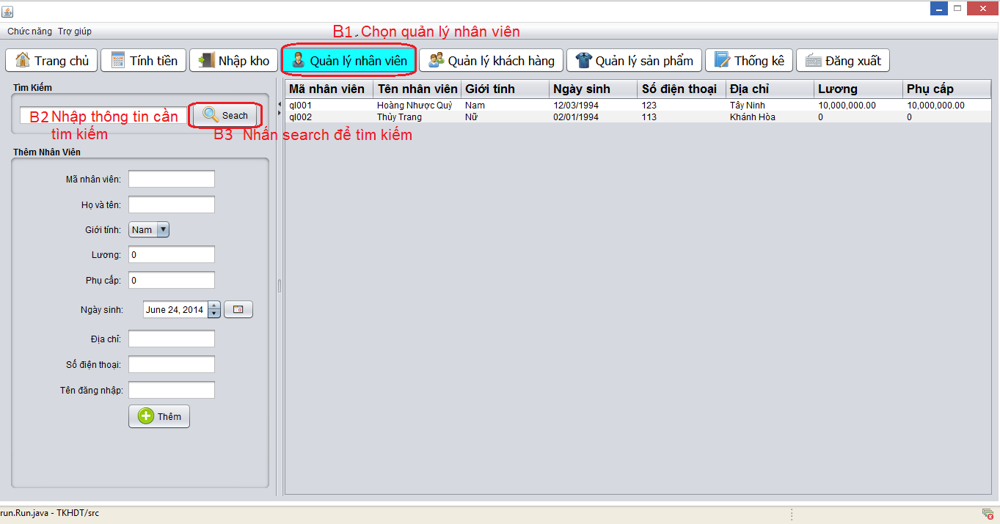 Chức năng Trợ giúp
B1. Chọn quản lý nhân viên
Trang chủ Tính tiền Nhập kho Quản lý nhân viên Quản lý khách hàng Quản lý sản phẩm Thống kê Đăng xuất
Tìm Kiếm
B2 Nhập thông tin cần
tìm kiếm
Seach
B3 Nhấn search để tìm kiếm
Thêm Nhân Viên
Mã nhân viên:
Họ và tên:
Giới tính: Nam
Lương: 0
Phụ cấp: 0
Ngày sinh: June 24, 2014
Địa chỉ:
Số điện thoại:
Tên đăng nhập:
Thêm
Mã nhân viên Tên nhân viên Giới tính Ngày sinh Số điện thoại Địa chỉ Lương Phụ cấp
ql001 Hoàng Nhược Quỷ Nam 12/03/1994 123 Tây Ninh 10,000,000.00 10,000,000.00
ql002 Thủy Trang Nữ 02/01/1994 113 Khánh Hòa 0 0
run.Run.java - TKHDT/src